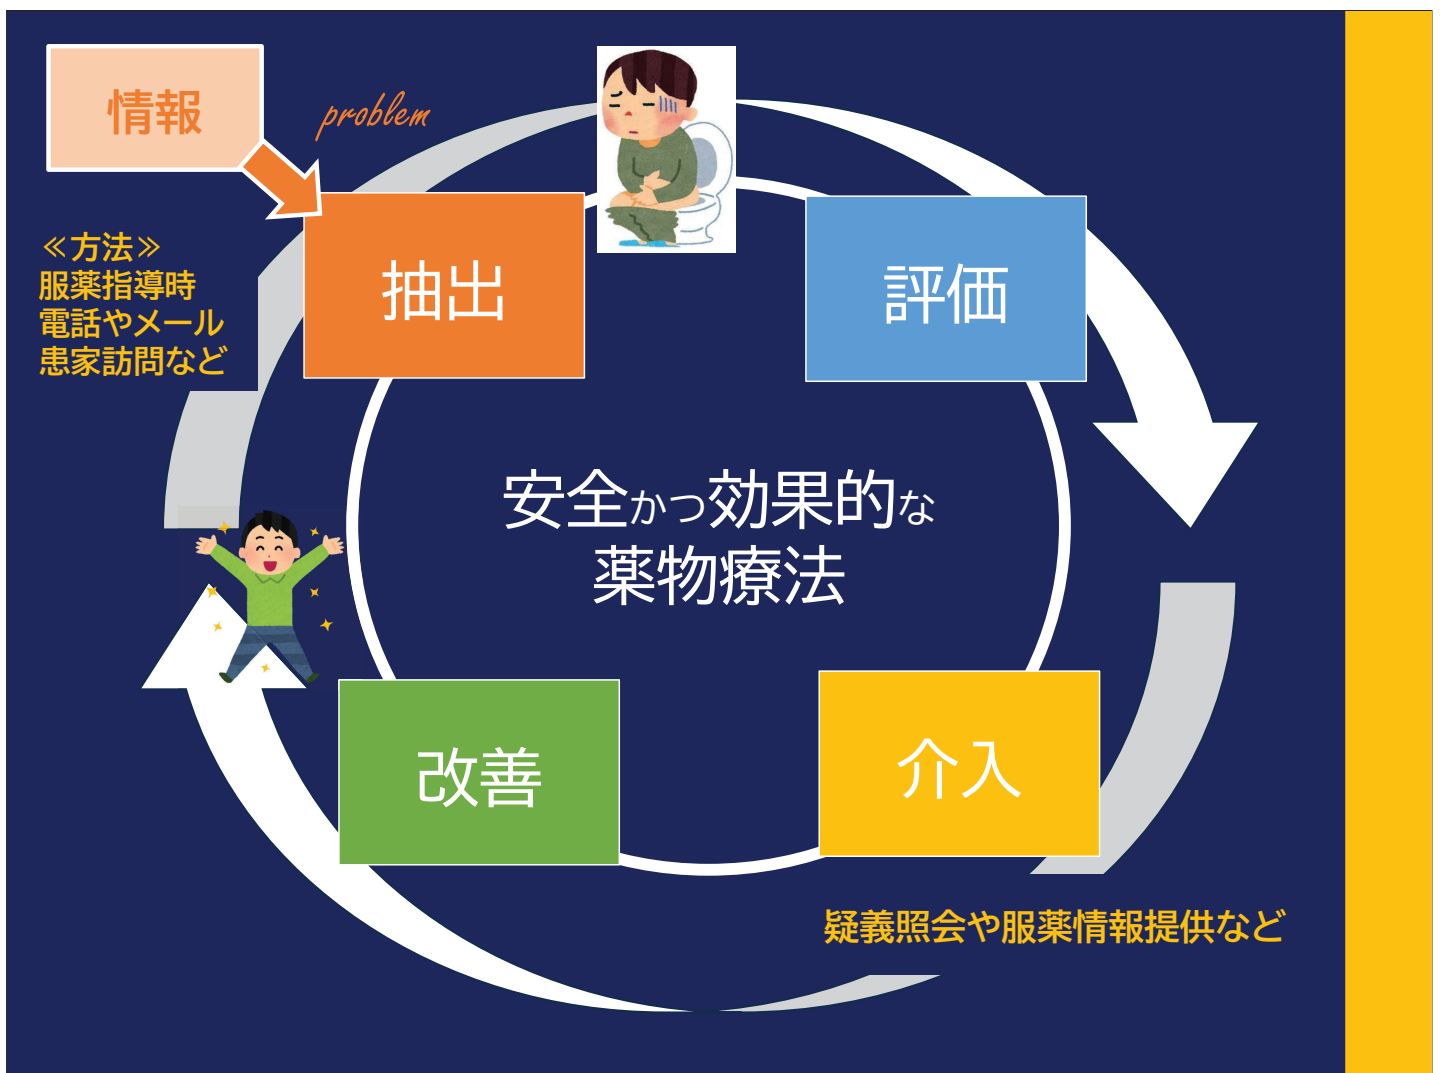 情報
problem
≪方法≫
服薬指導時
電話やメール
患家訪問など
抽出
評価
安全かつ効果的な
薬物療法
改善
介入
疑義照会や服薬情報提供など